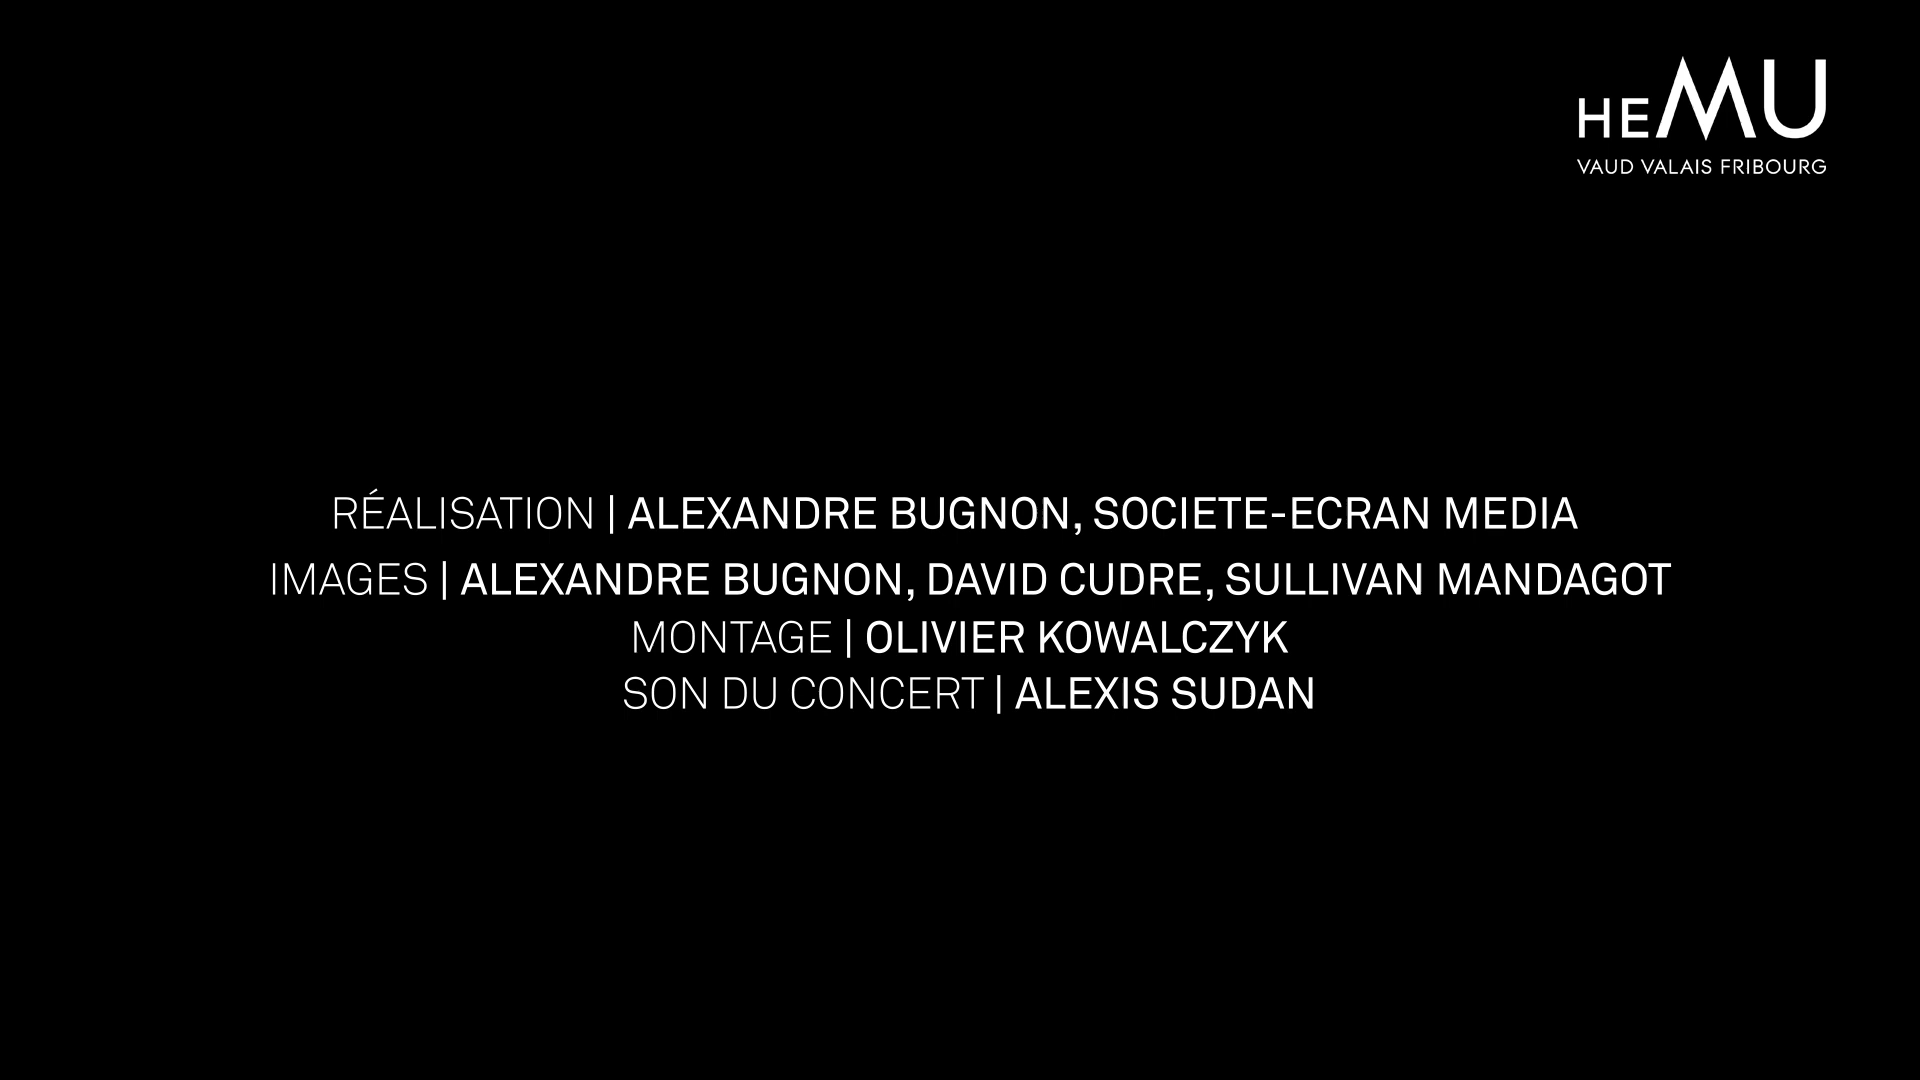 HEMU
VAUD VALAIS FRIBOURG
RÉALISATION | ALEXANDRE BUGNON, SOCIETE-ECRAN MEDIA
IMAGES | ALEXANDRE BUGNON, DAVID CUDRE, SULLIVAN MANDAGOT
MONTAGE | OLIVIER KOWALCZYK
SON DU CONCERT | ALEXIS SUDAN